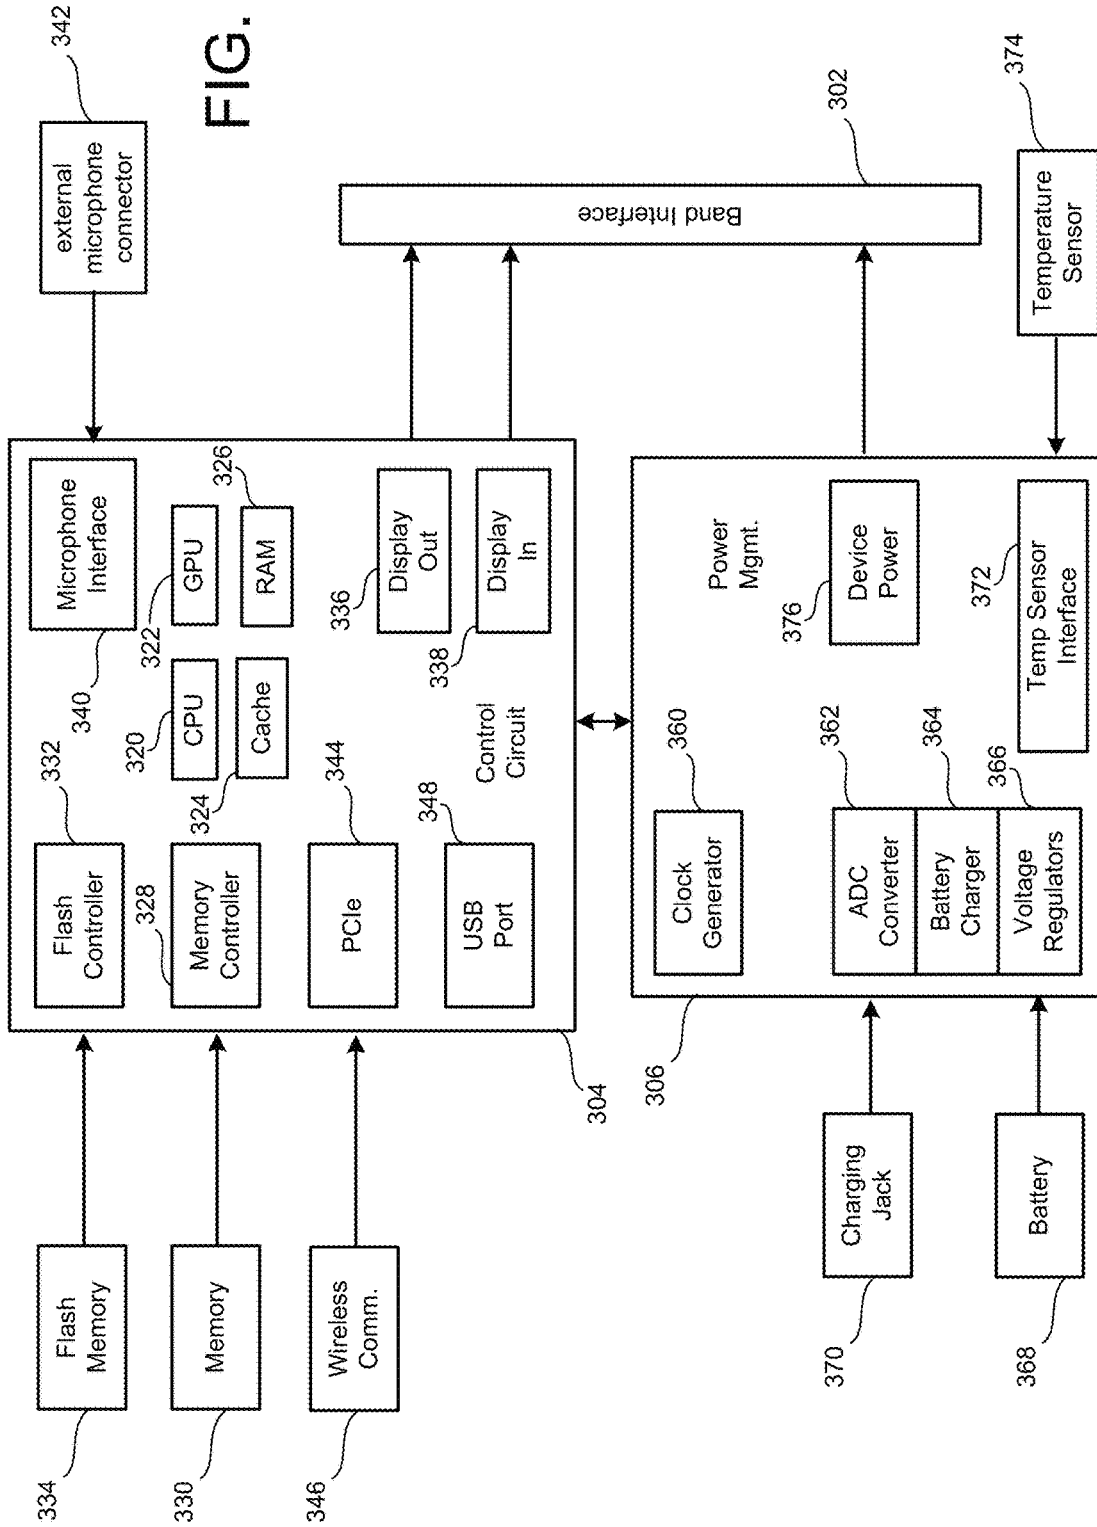 FIG.
334
Flash
Memory
332
Flash
Controller
340
Microphone
Interface
342
external
microphone
connector
330
Memory
328
Memory
Controller
320
CPU
322
GPU
324
Cache
326
RAM
346
Wireless
Comm.
344
PCIe
336
Display
Out
348
USB
Port
338
Display
In
Control
Circuit
304
302
Band Interface
306
360
Clock
Generator
Power
Mgmt.
370
Charging
Jack
362
ADC
Converter
376
Device
Power
364
Battery
Charger
368
Battery
366
Voltage
Regulators
372
Temp Sensor
Interface
374
Temperature
Sensor